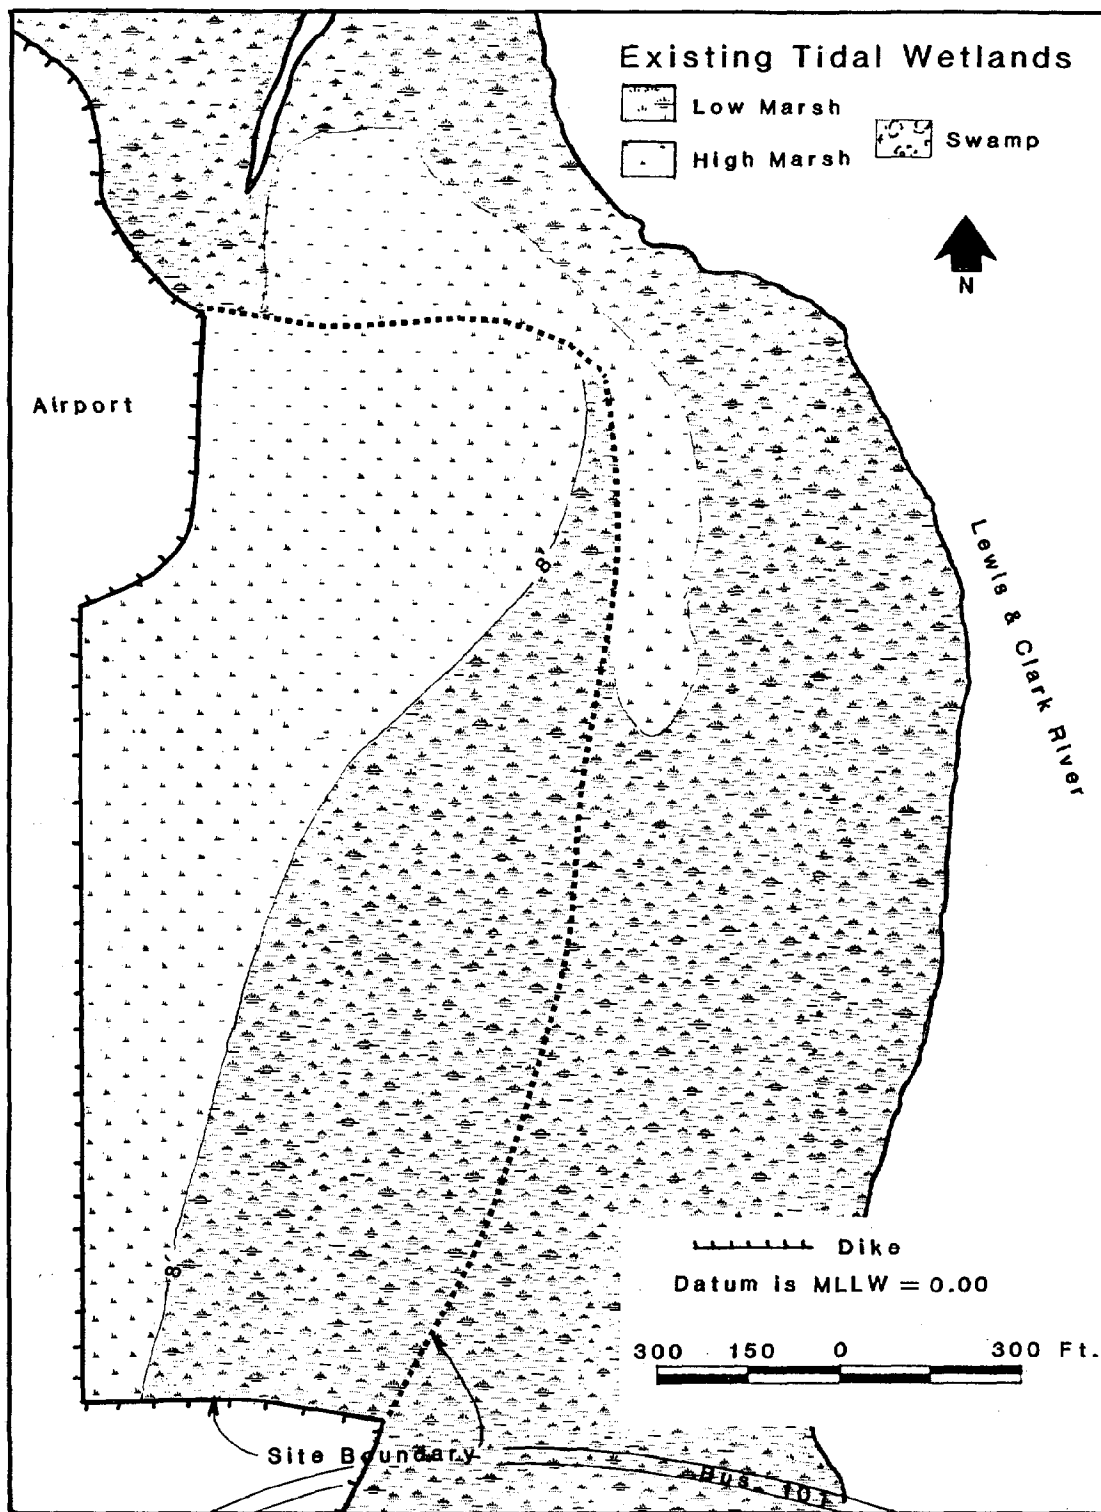 Existing Tidal Wetlands
Low Marsh
High Marsh
Swamp
N
Airport
8'
Lewis & Clark River
8'
Dike
Datum is MLLW = 0.00
300 150 0 300 Ft.
Site Boundary
Bus. 101